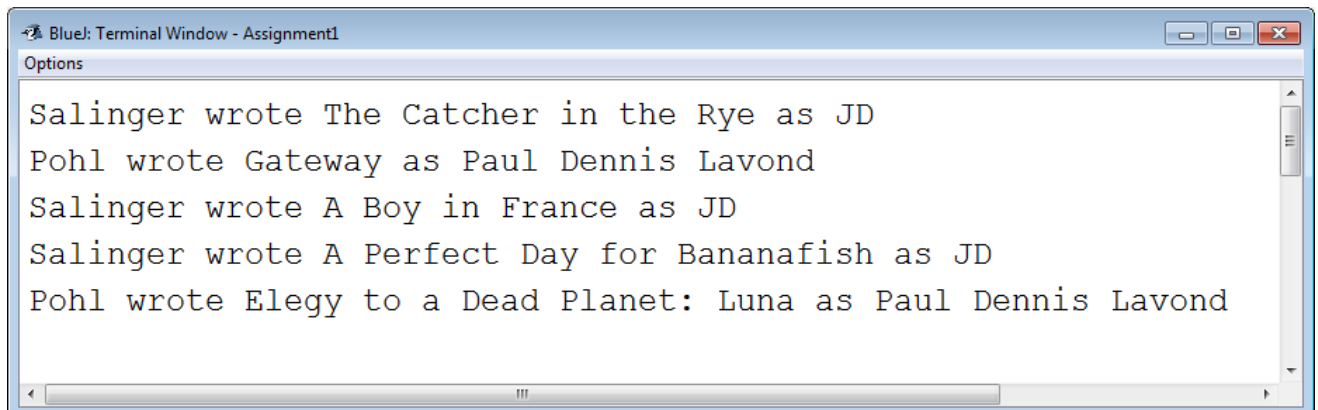 BlueJ: Terminal Window - Assignment1
Options
Salinger wrote The Catcher in the Rye as JD
Pohl wrote Gateway as Paul Dennis Lavond
Salinger wrote A Boy in France as JD
Salinger wrote A Perfect Day for Bananafish as JD
Pohl wrote Elegy to a Dead Planet: Luna as Paul Dennis Lavond